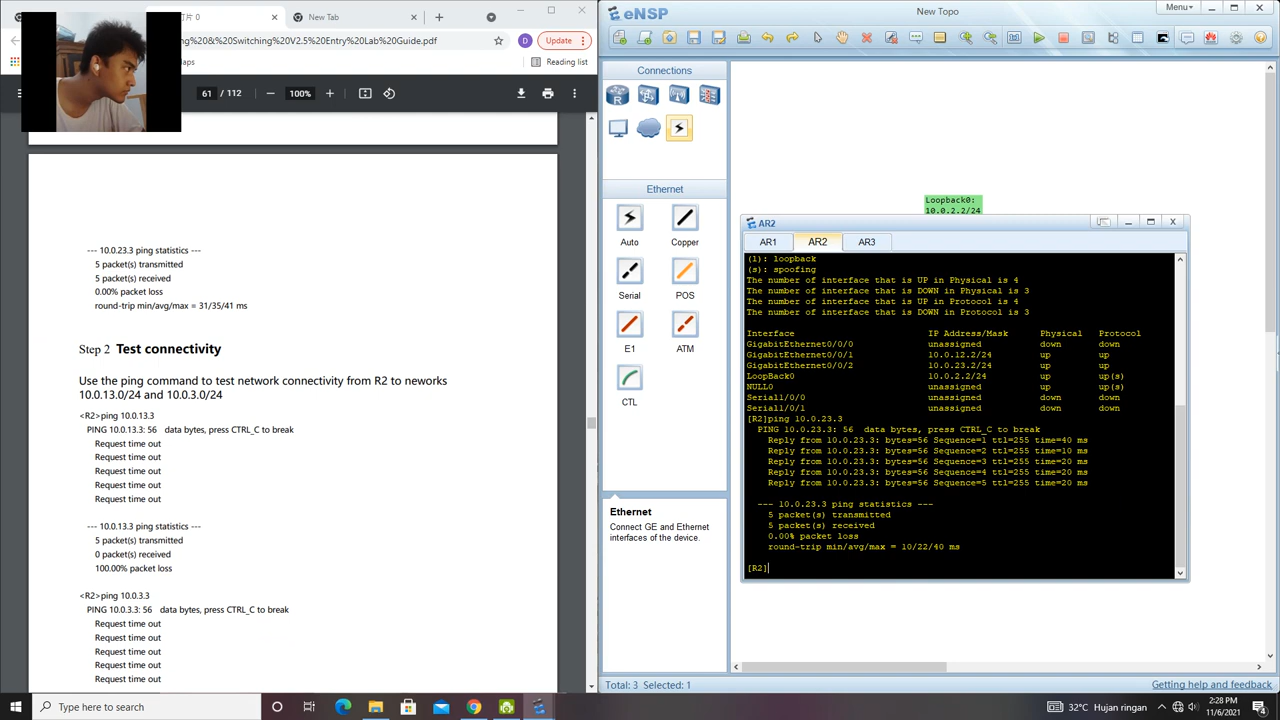 片 0
New Tab
eg%20&%20Switching%20V2.5%20Entry%20Lab%20Guide.pdf
D
Update
aps
Reading list
61 / 112
100%
--- 10.0.23.3 ping statistics ---
5 packet(s) transmitted
5 packet(s) received
0.00% packet loss
round-trip min/avg/max = 31/35/41 ms
Step 2 Test connectivity
Use the ping command to test network connectivity from R2 to neworks
10.0.13.0/24 and 10.0.3.0/24
<R2>ping 10.0.13.3
PING 10.0.13.3: 56 data bytes, press CTRL_C to break
Request time out
Request time out
Request time out
Request time out
Request time out
--- 10.0.13.3 ping statistics ---
5 packet(s) transmitted
0 packet(s) received
100.00% packet loss
<R2>ping 10.0.3.3
PING 10.0.3.3: 56 data bytes, press CTRL_C to break
Request time out
Request time out
Request time out
Request time out
Request time out
eNSP
New Topo
Menu
Connections
Ethernet
Auto
Copper
Serial
POS
E1
ATM
CTL
Ethernet
Connect GE and Ethernet
interfaces of the device.
Loopback0:
10.0.2.2/24
AR2
AR1
AR2
AR3
(l): loopback
(s): spoofing
The number of interface that is UP in Physical is 4
The number of interface that is DOWN in Physical is 3
The number of interface that is UP in Protocol is 4
The number of interface that is DOWN in Protocol is 3
Interface IP Address/Mask Physical Protocol
GigabitEthernet0/0/0 unassigned down down
GigabitEthernet0/0/1 10.0.12.2/24 up up
GigabitEthernet0/0/2 10.0.23.2/24 up up
LoopBack0 10.0.2.2/24 up up(s)
NULL0 unassigned up up(s)
Serial1/0/0 unassigned down down
Serial1/0/1 unassigned down down
[R2]ping 10.0.23.3
PING 10.0.23.3: 56 data bytes, press CTRL_C to break
Reply from 10.0.23.3: bytes=56 Sequence=1 ttl=255 time=40 ms
Reply from 10.0.23.3: bytes=56 Sequence=2 ttl=255 time=10 ms
Reply from 10.0.23.3: bytes=56 Sequence=3 ttl=255 time=20 ms
Reply from 10.0.23.3: bytes=56 Sequence=4 ttl=255 time=20 ms
Reply from 10.0.23.3: bytes=56 Sequence=5 ttl=255 time=20 ms
--- 10.0.23.3 ping statistics ---
5 packet(s) transmitted
5 packet(s) received
0.00% packet loss
round-trip min/avg/max = 10/22/40 ms
[R2]
Total: 3 Selected: 1
Getting help and feedback
Type here to search
32°C Hujan ringan
2:28 PM
11/6/2021